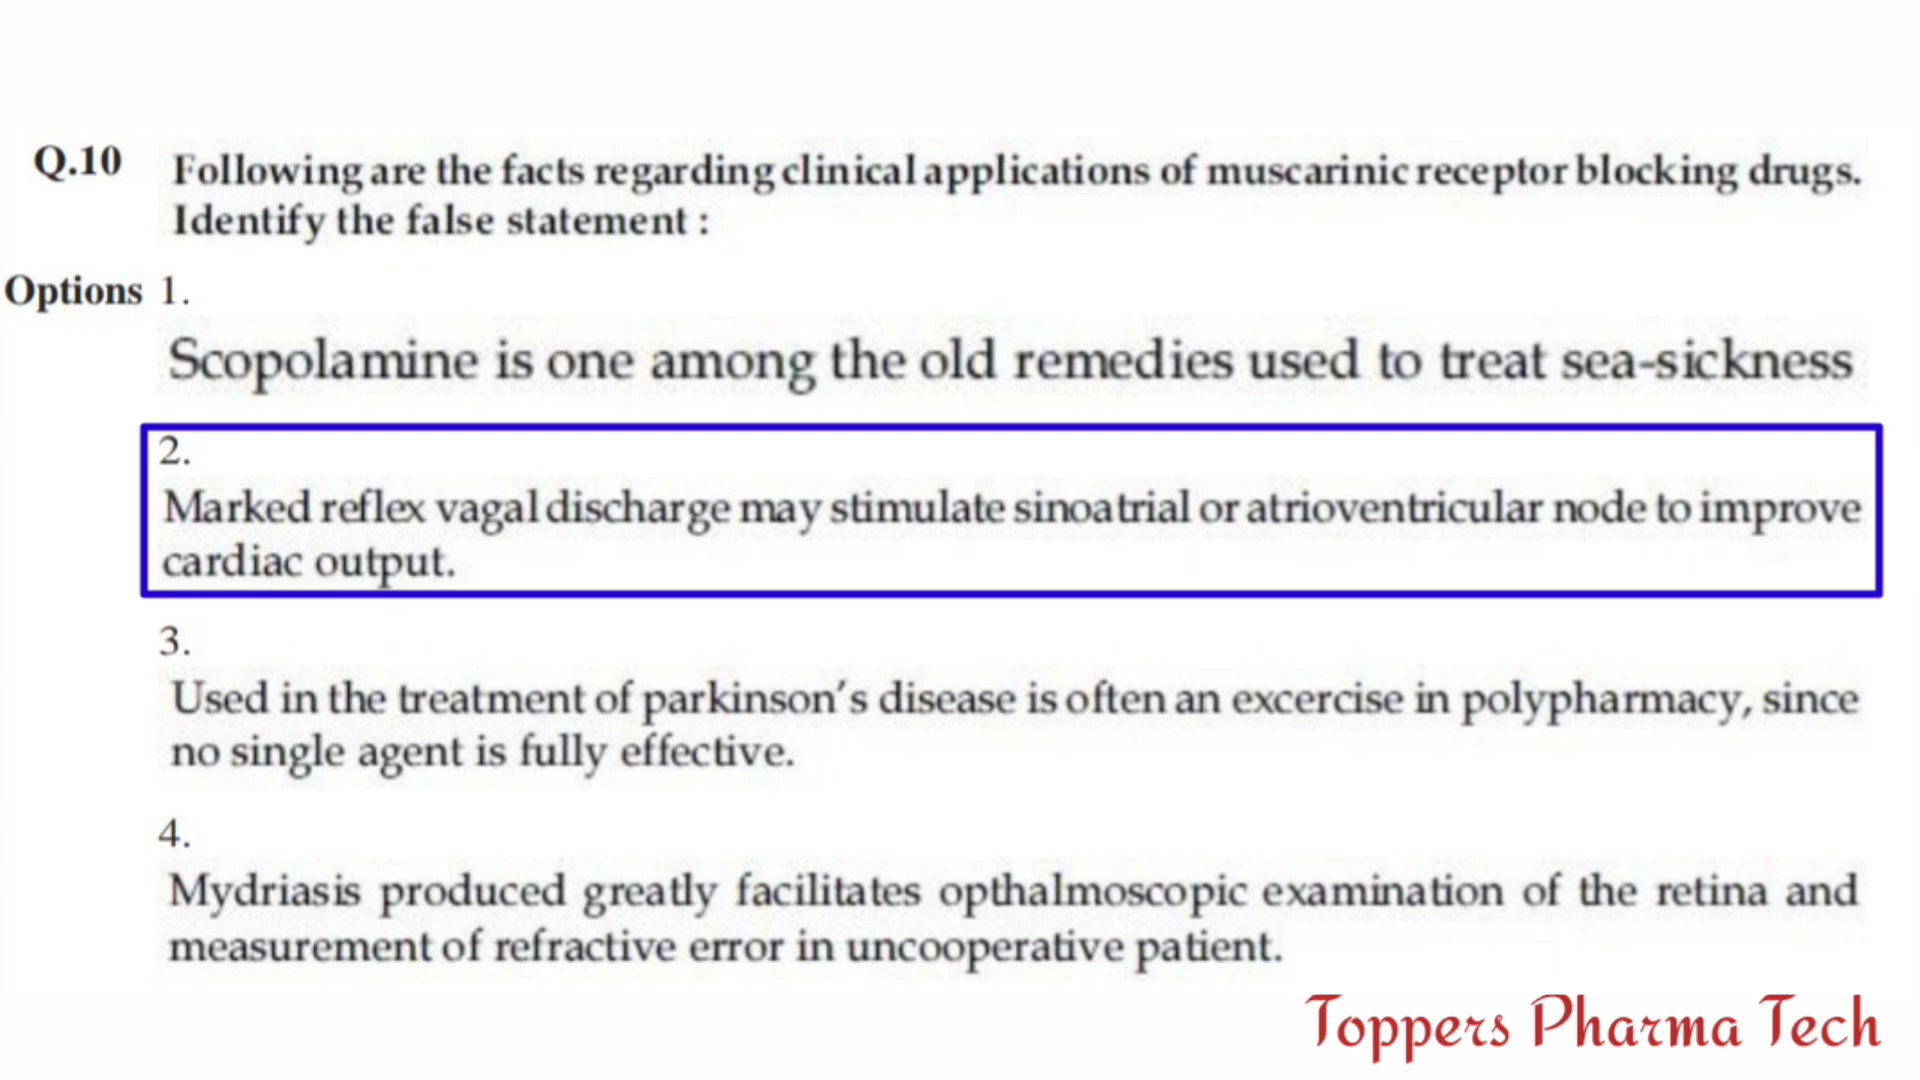 Q.10 Following are the facts regarding clinical applications of muscarinic receptor blocking drugs.
Identify the false statement :
Options 1.
Scopolamine is one among the old remedies used to treat sea-sickness
2.
Marked reflex vagal discharge may stimulate sinoatrial or atrioventricular node to improve
cardiac output.
3.
Used in the treatment of parkinson's disease is often an excercise in polypharmacy, since
no single agent is fully effective.
4.
Mydriasis produced greatly facilitates opthalmoscopic examination of the retina and
measurement of refractive error in uncooperative patient.
Toppers Pharma Tech